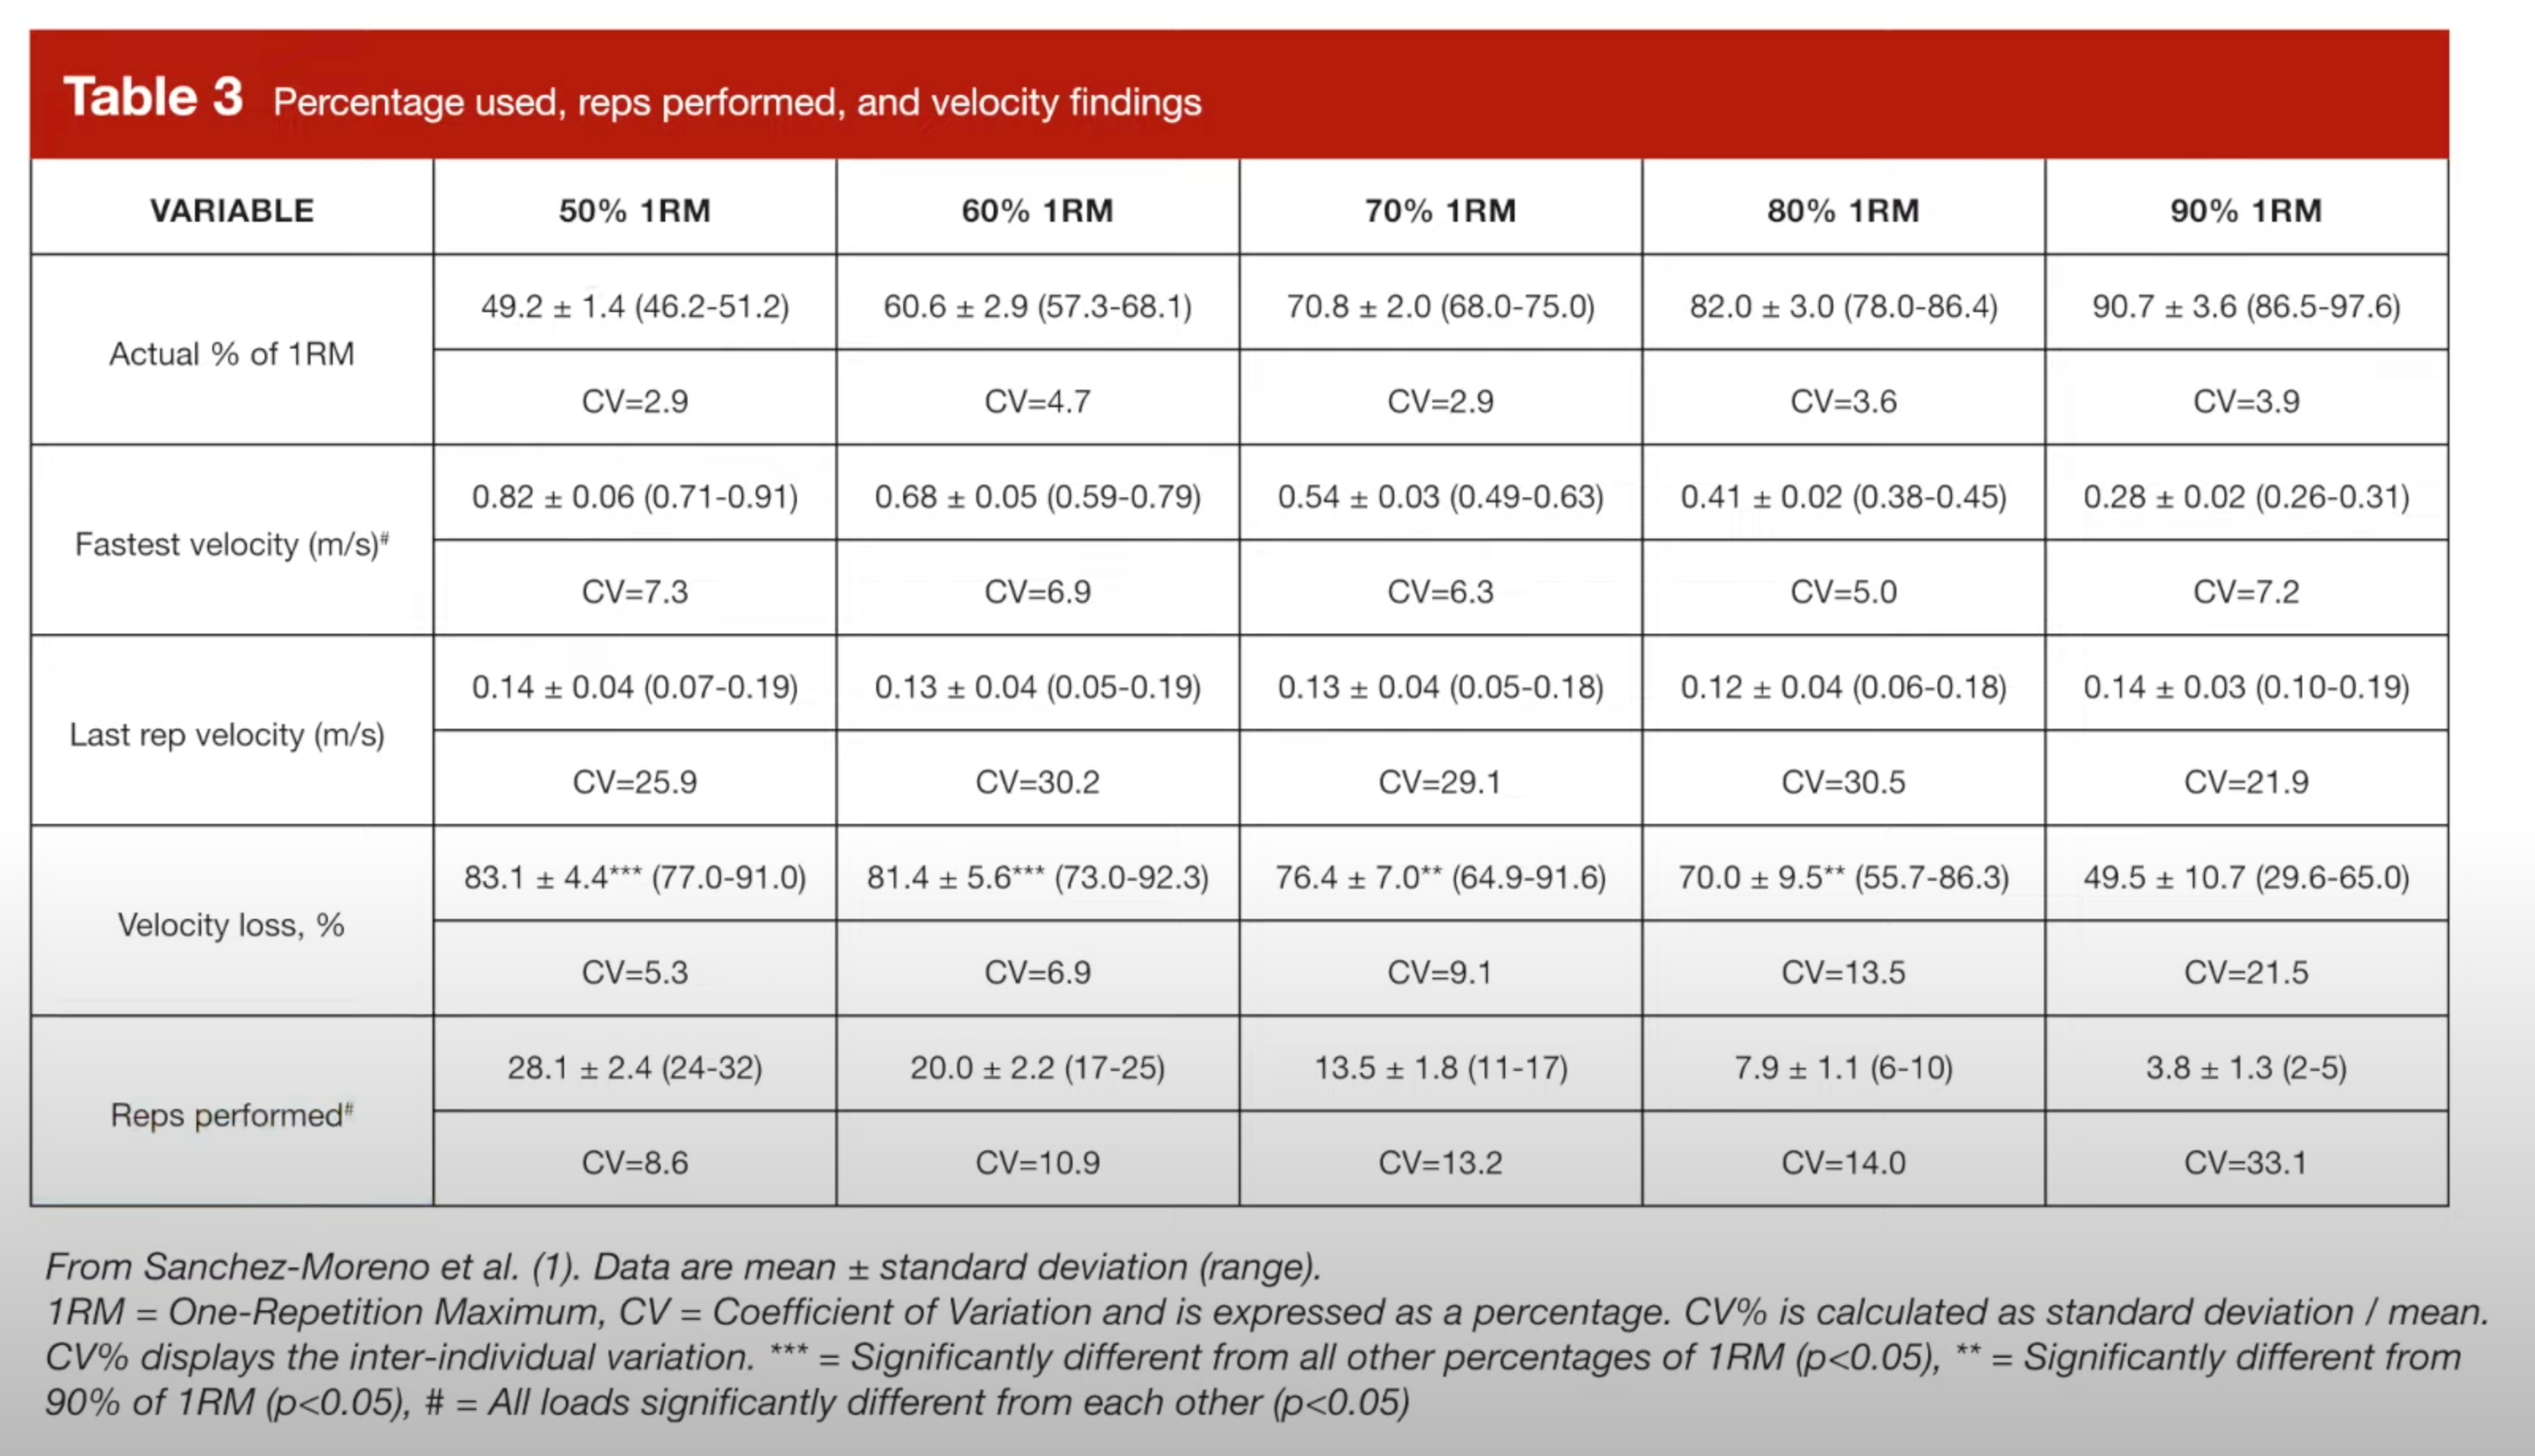 Table 3 Percentage used, reps performed, and velocity findings
VARIABLE 50% 1RM 60% 1RM 70% 1RM 80% 1RM 90% 1RM
Actual % of 1RM
49.2 ± 1.4 (46.2-51.2) 60.6 ± 2.9 (57.3-68.1) 70.8 ± 2.0 (68.0-75.0) 82.0 ± 3.0 (78.0-86.4) 90.7 ± 3.6 (86.5-97.6)
CV=2.9 CV=4.7 CV=2.9 CV=3.6 CV=3.9
Fastest velocity (m/s)#
0.82 ± 0.06 (0.71-0.91) 0.68 ± 0.05 (0.59-0.79) 0.54 ± 0.03 (0.49-0.63) 0.41 ± 0.02 (0.38-0.45) 0.28 ± 0.02 (0.26-0.31)
CV=7.3 CV=6.9 CV=6.3 CV=5.0 CV=7.2
Last rep velocity (m/s)
0.14 ± 0.04 (0.07-0.19) 0.13 ± 0.04 (0.05-0.19) 0.13 ± 0.04 (0.05-0.18) 0.12 ± 0.04 (0.06-0.18) 0.14 ± 0.03 (0.10-0.19)
CV=25.9 CV=30.2 CV=29.1 CV=30.5 CV=21.9
Velocity loss, %
83.1 ± 4.4*** (77.0-91.0) 81.4 ± 5.6*** (73.0-92.3) 76.4 ± 7.0** (64.9-91.6) 70.0 ± 9.5** (55.7-86.3) 49.5 ± 10.7 (29.6-65.0)
CV=5.3 CV=6.9 CV=9.1 CV=13.5 CV=21.5
Reps performed#
28.1 ± 2.4 (24-32) 20.0 ± 2.2 (17-25) 13.5 ± 1.8 (11-17) 7.9 ± 1.1 (6-10) 3.8 ± 1.3 (2-5)
CV=8.6 CV=10.9 CV=13.2 CV=14.0 CV=33.1
From Sanchez-Moreno et al. (1). Data are mean ± standard deviation (range).
1RM = One-Repetition Maximum, CV = Coefficient of Variation and is expressed as a percentage. CV% is calculated as standard deviation / mean.
CV% displays the inter-individual variation. *** = Significantly different from all other percentages of 1RM (p<0.05), ** = Significantly different from
90% of 1RM (p<0.05), # = All loads significantly different from each other (p<0.05)